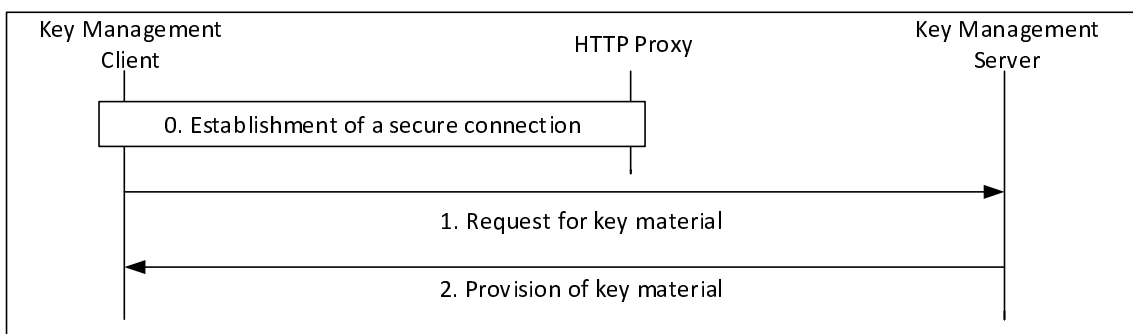 Key Management
Client
HTTP Proxy
Key Management
Server
0. Establishment of a secure connection
1. Request for key material
2. Provision of key material